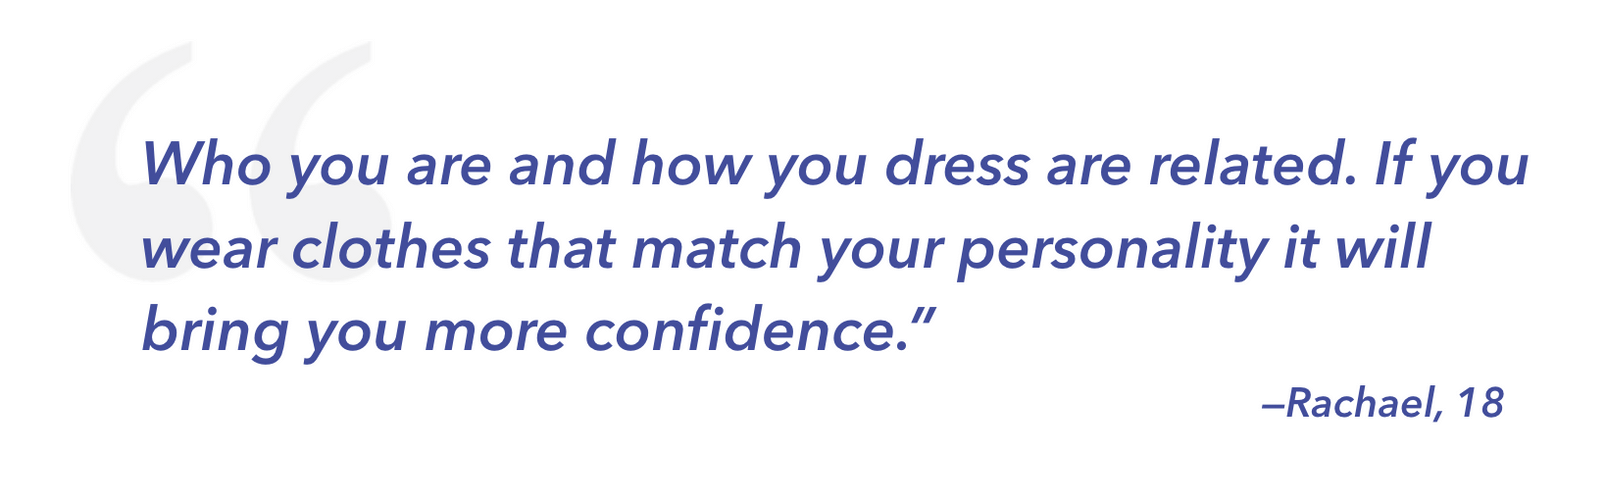 “
Who you are and how you dress are related. If you
wear clothes that match your personality it will
bring you more confidence.”
—Rachael, 18